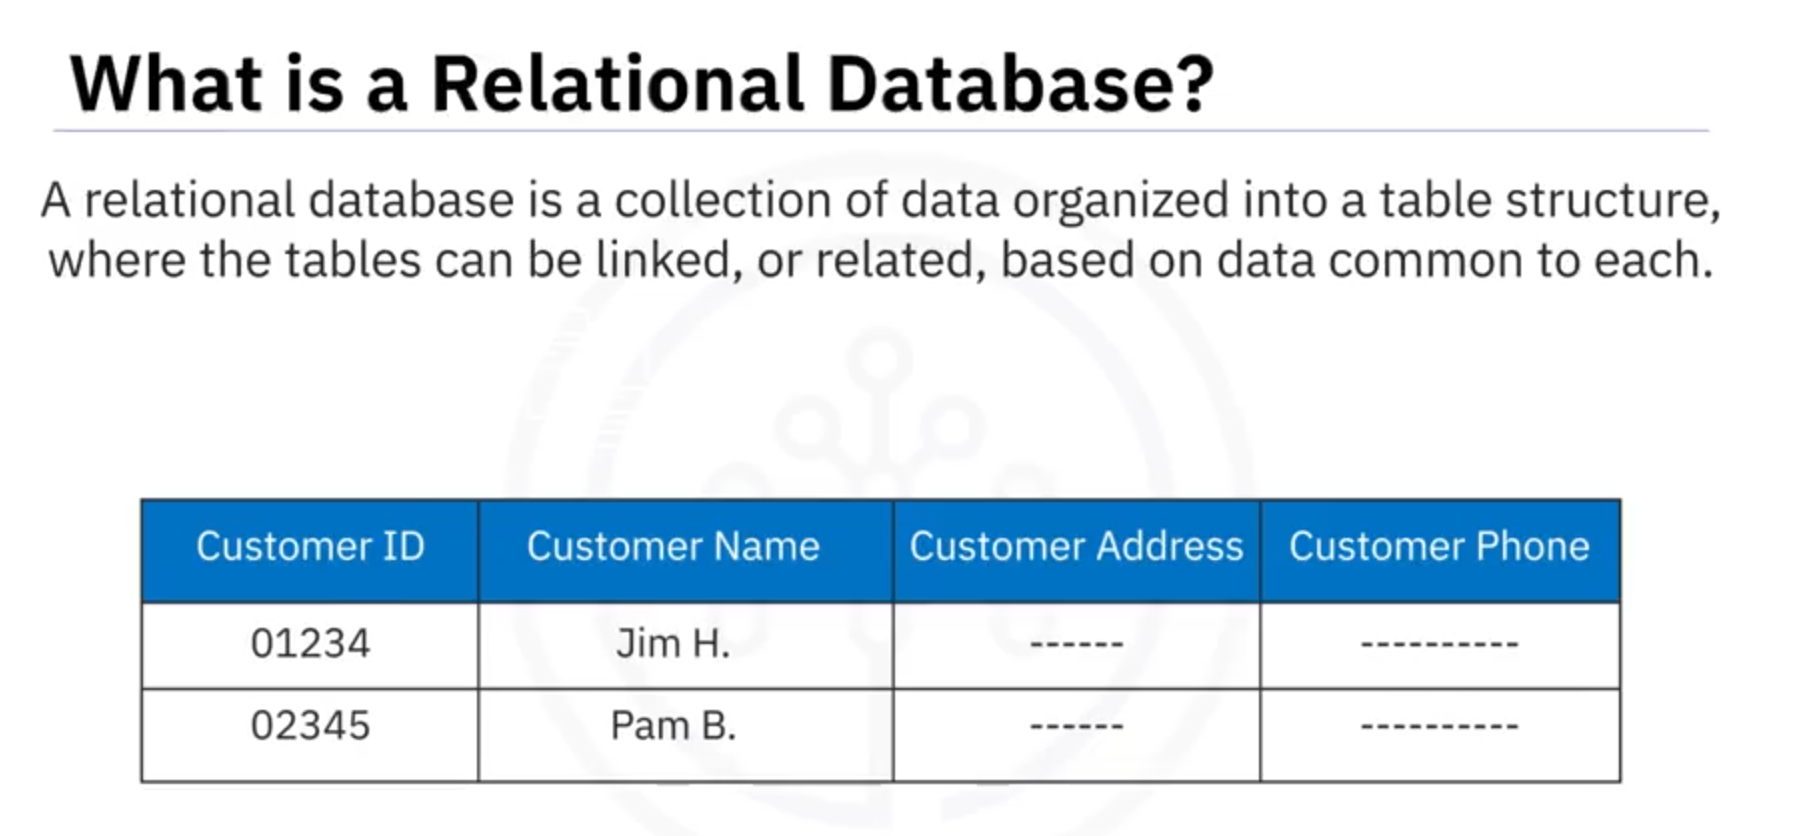 What is a Relational Database?
A relational database is a collection of data organized into a table structure,
where the tables can be linked, or related, based on data common to each.
Customer ID Customer Name Customer Address Customer Phone
01234 Jim H. ------ ----------
02345 Pam B. ------ ----------